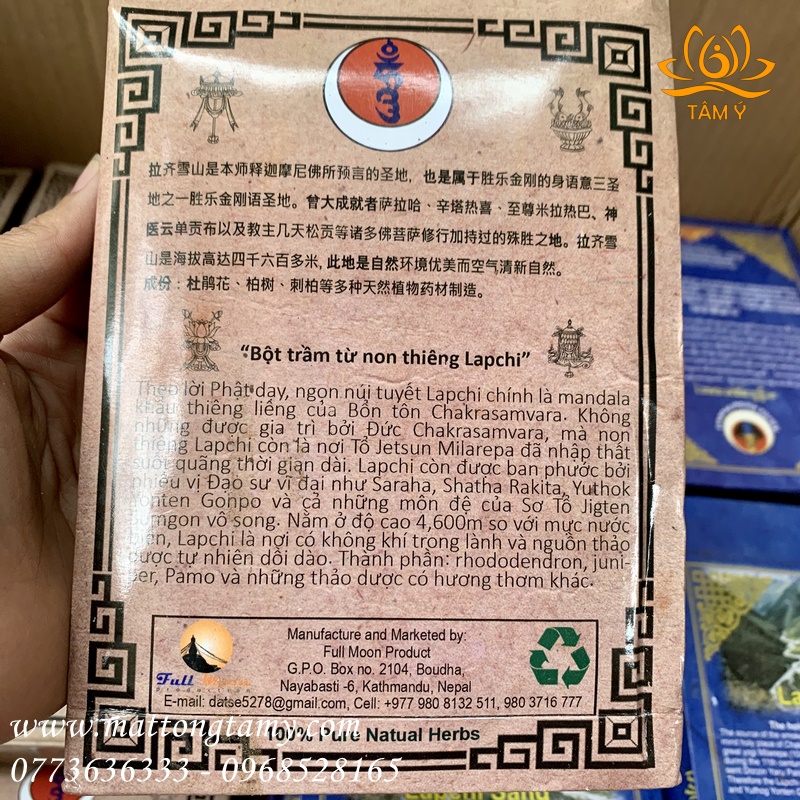 TÂM Ý
拉齐雪山是本师释迦摩尼佛所预言的圣地，也是属于胜乐金刚的身语意三圣
地之一胜乐金刚语圣地。曾大成就者萨拉哈、辛塔热喜、至尊米拉热巴、神
医云单贡布以及教主几天松贡等诸多佛菩萨修行加持过的殊胜之地。拉齐雪
山是海拔高达四千六百多米, 此地是自然环境优美而空气清新自然。
成份：杜鹃花、柏树、刺柏等多种天然植物药材制造。
“Bột trầm từ non thiêng Lapchi”
Theo lời Phật dạy, ngọn núi tuyết Lapchi chính là mandala
khẩu thiêng liêng của Bổn tôn Chakrasamvara. Không
những được gia trì bởi Đức Chakrasamvara, mà non
thiêng Lapchi còn là nơi Tổ Jetsun Milarepa đã nhập thất
suốt quãng thời gian dài. Lapchi còn được ban phước bởi
nhiều vị Đạo sư vĩ đại như Saraha, Shatha Rakita, Yuthok
Yonten Gonpo và cả những môn đệ của Sơ Tổ Jigten
Sumgon vô song. Nằm ở độ cao 4,600m so với mực nước
biển, Lapchi là nơi có không khí trong lành và nguồn thảo
dược tự nhiên dồi dào. Thành phần: rhododendron, juni-
per, Pamo và những thảo dược có hương thơm khác.
Full Moon
Production
Manufacture and Marketed by:
Full Moon Product
G.P.O. Box no. 2104, Boudha,
Nayabasti -6, Kathmandu, Nepal
E-mail: datse5278@gmail.com, Cell: +977 980 8132 511, 980 3716 777
100% Pure Natural Herbs
www.mattongtamy.com
0773636333 - 0968528165
Lapchi Sang